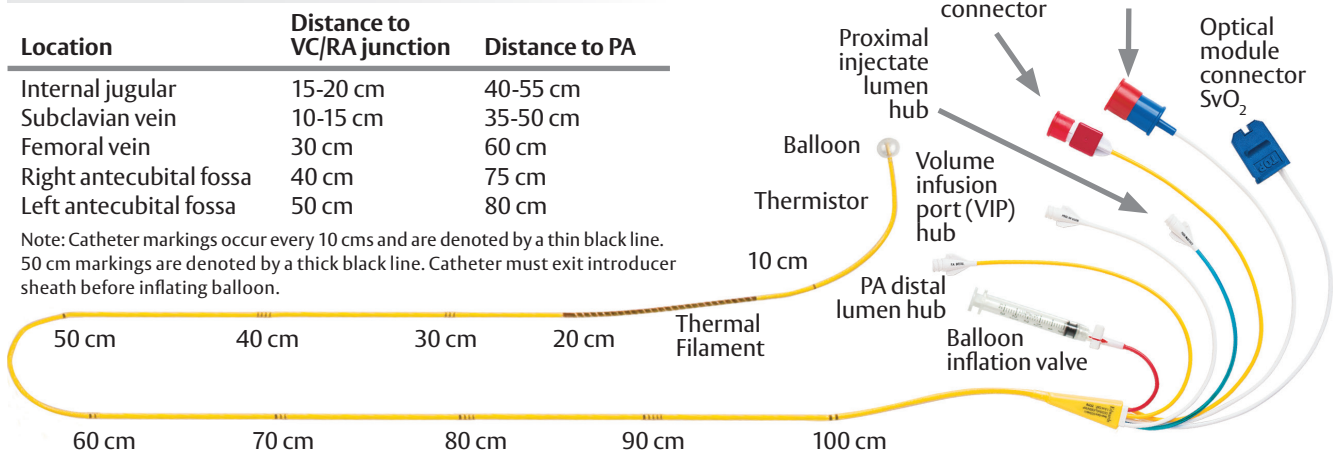 Location Distance to VC/RA junction Distance to PA
Internal jugular 15-20 cm 40-55 cm
Subclavian vein 10-15 cm 35-50 cm
Femoral vein 30 cm 60 cm
Right antecubital fossa 40 cm 75 cm
Left antecubital fossa 50 cm 80 cm
Note: Catheter markings occur every 10 cms and are denoted by a thin black line.
50 cm markings are denoted by a thick black line. Catheter must exit introducer
sheath before inflating balloon.
connector
Proximal
injectate
lumen
hub
Optical
module
connector
SvO₂
Balloon
Thermistor
Volume
infusion
port (VIP)
hub
10 cm
PA distal
lumen hub
Thermal
Filament
Balloon
inflation valve
50 cm
40 cm
30 cm
20 cm
60 cm
70 cm
80 cm
90 cm
100 cm